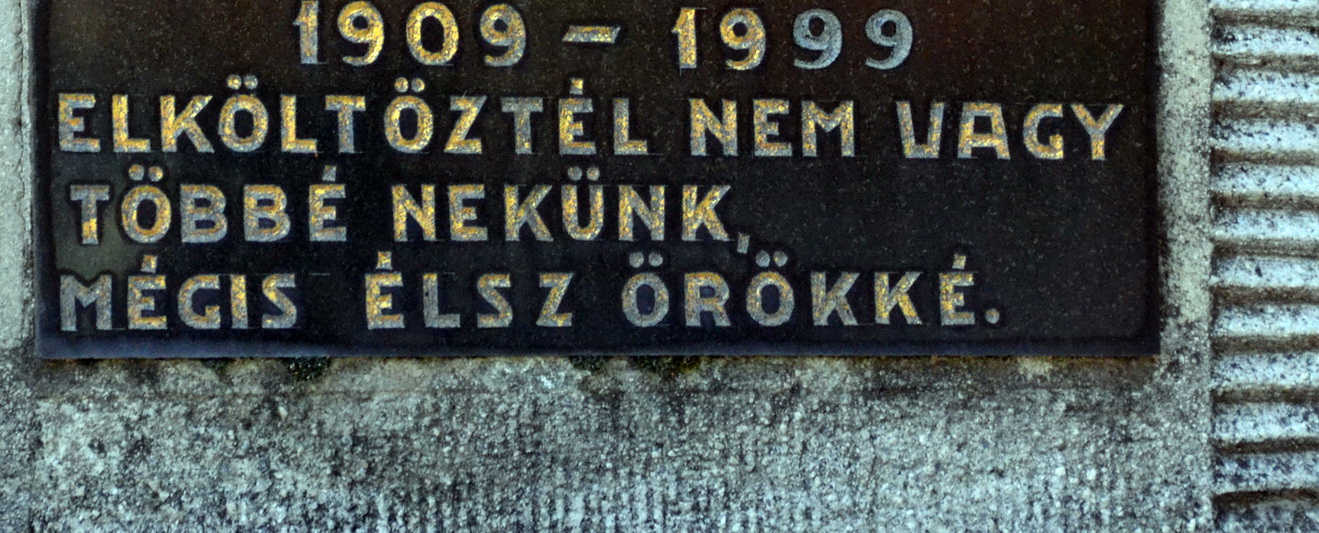 1909 - 1999
ELKÖLTÖZTÉL NEM VAGY
TÖBBÉ NEKÜNK,
MÉGIS ÉLSZ ÖRÖKKÉ.